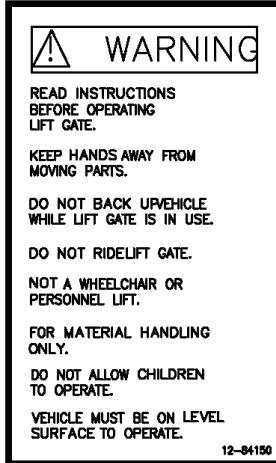 WARNING
READ INSTRUCTIONS
BEFORE OPERATING
LIFT GATE.
KEEP HANDS AWAY FROM
MOVING PARTS.
DO NOT BACK UPVEHICLE
WHILE LIFT GATE IS IN USE.
DO NOT RIDELIFT GATE.
NOT A WHEELCHAIR OR
PERSONNEL LIFT.
FOR MATERIAL HANDLING
ONLY.
DO NOT ALLOW CHILDREN
TO OPERATE.
VEHICLE MUST BE ON LEVEL
SURFACE TO OPERATE.
12-84150